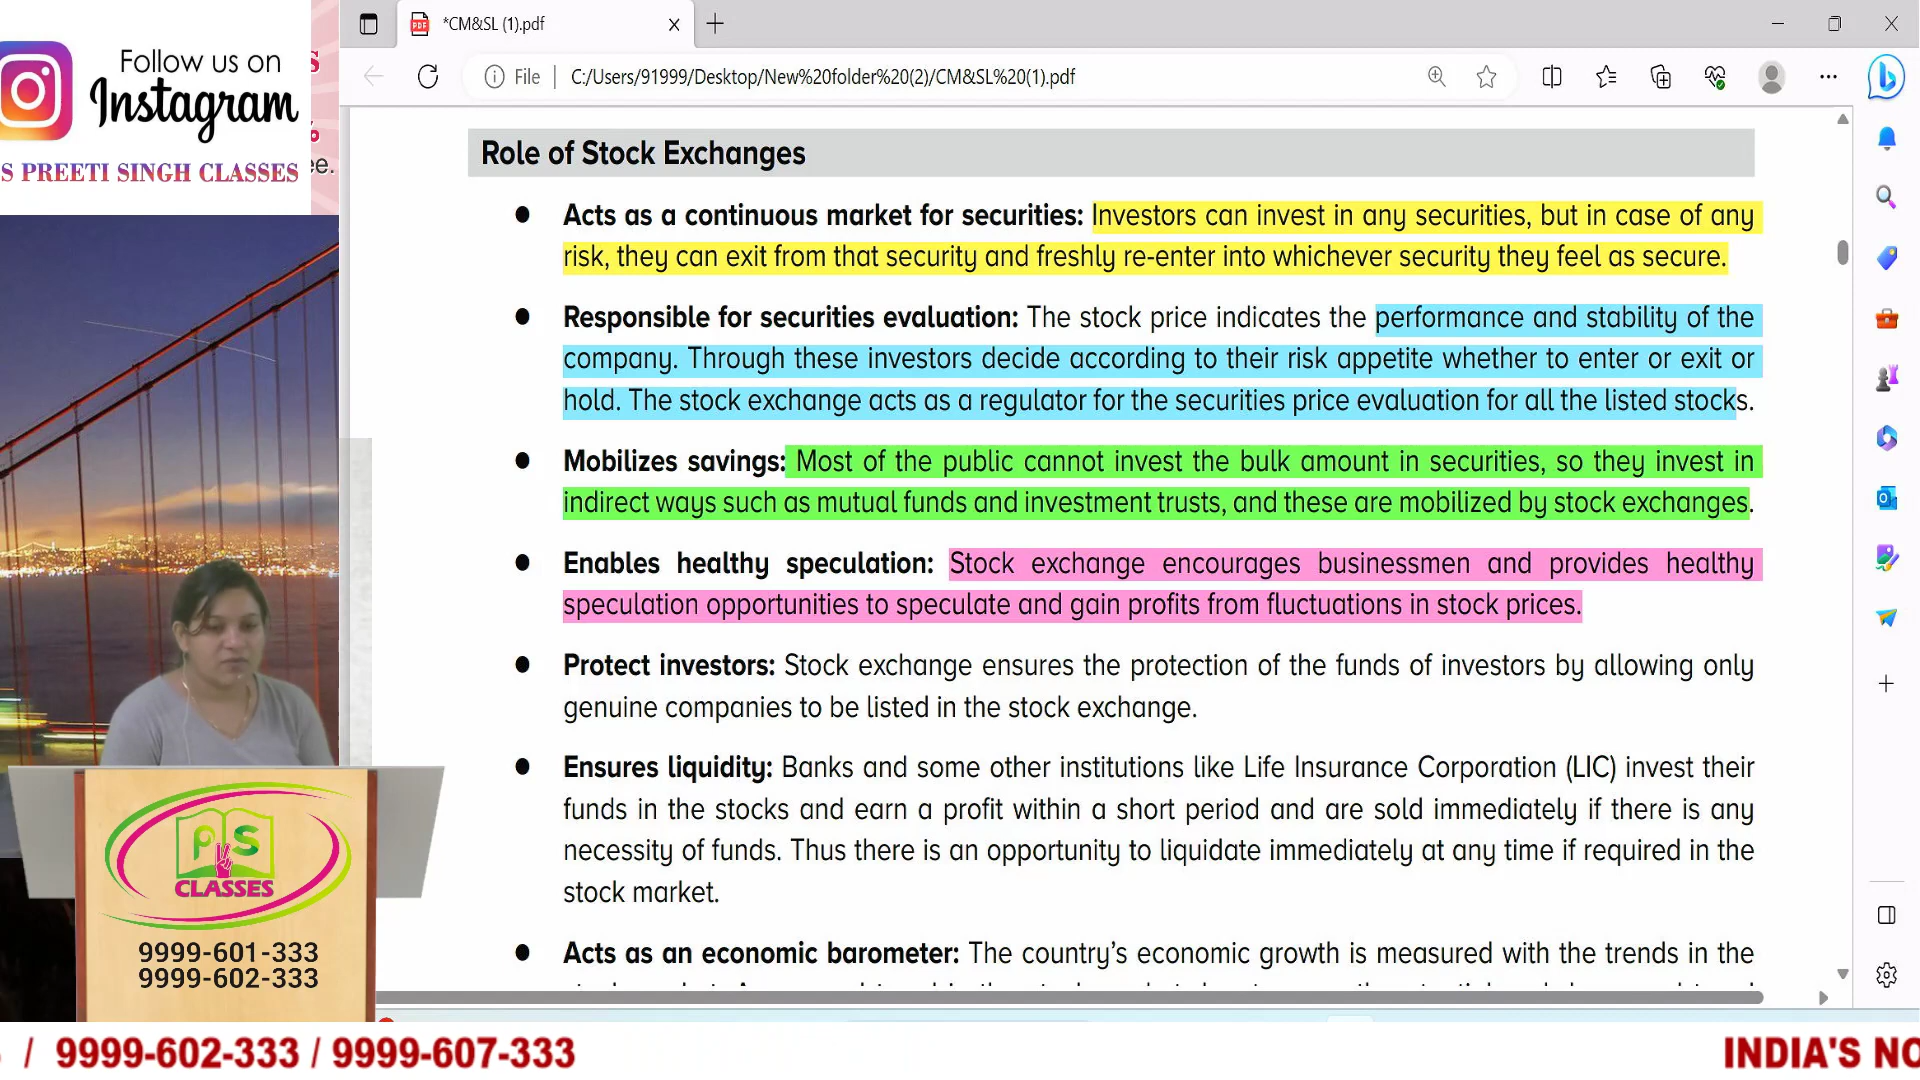 *CM&SL (1).pdf
File
C:/Users/91999/Desktop/New%20folder%20(2)/CM&SL%20(1).pdf
Follow us on
Instagram
S PREETI SINGH CLASSES
ee.
Role of Stock Exchanges
● Acts as a continuous market for securities: Investors can invest in any securities, but in case of any
risk, they can exit from that security and freshly re-enter into whichever security they feel as secure.
● Responsible for securities evaluation: The stock price indicates the performance and stability of the
company. Through these investors decide according to their risk appetite whether to enter or exit or
hold. The stock exchange acts as a regulator for the securities price evaluation for all the listed stocks.
● Mobilizes savings: Most of the public cannot invest the bulk amount in securities, so they invest in
indirect ways such as mutual funds and investment trusts, and these are mobilized by stock exchanges.
● Enables healthy speculation: Stock exchange encourages businessmen and provides healthy
speculation opportunities to speculate and gain profits from fluctuations in stock prices.
● Protect investors: Stock exchange ensures the protection of the funds of investors by allowing only
genuine companies to be listed in the stock exchange.
● Ensures liquidity: Banks and some other institutions like Life Insurance Corporation (LIC) invest their
funds in the stocks and earn a profit within a short period and are sold immediately if there is any
necessity of funds. Thus there is an opportunity to liquidate immediately at any time if required in the
stock market.
● Acts as an economic barometer: The country's economic growth is measured with the trends in the
PS
CLASSES
9999-601-333
9999-602-333
/ 9999-602-333 / 9999-607-333
INDIA'S NO